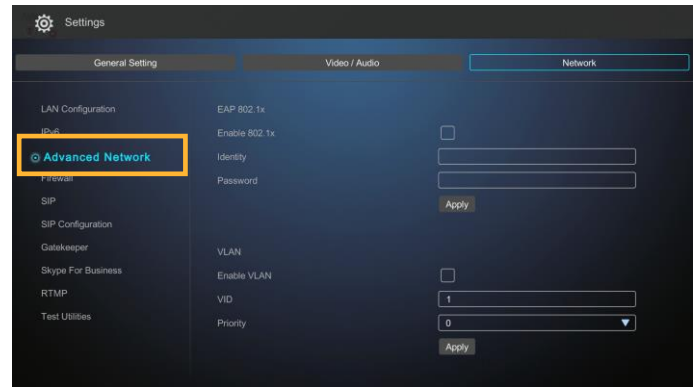 Settings
General Setting
Video / Audio
Network
LAN Configuration
IPv6
Advanced Network
Firewall
SIP
SIP Configuration
Gatekeeper
Skype For Business
RTMP
Test Utilities
EAP 802.1x
Enable 802.1x
Identity
Password
Apply
VLAN
Enable VLAN
VID 1
Priority 0
Apply